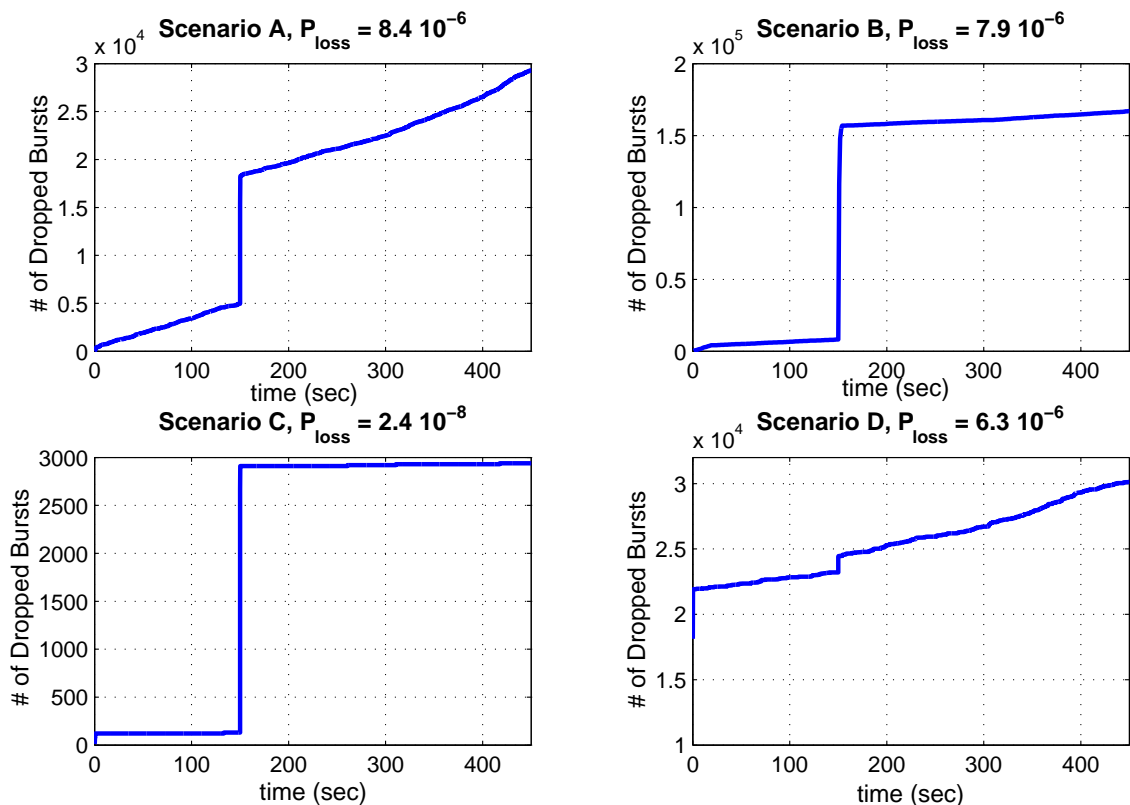 Scenario A, P_loss = 8.4 10^−6
x 10^4
3
2.5
2
1.5
1
0.5
0
# of Dropped Bursts
0 100 200 300 400
time (sec)
Scenario B, P_loss = 7.9 10^−6
x 10^5
2
1.5
1
0.5
0
# of Dropped Bursts
0 100 200 300 400
time (sec)
Scenario C, P_loss = 2.4 10^−8
3000
2500
2000
1500
1000
500
0
# of Dropped Bursts
0 100 200 300 400
time (sec)
Scenario D, P_loss = 6.3 10^−6
x 10^4
3
2.5
2
1.5
1
# of Dropped Bursts
0 100 200 300 400
time (sec)